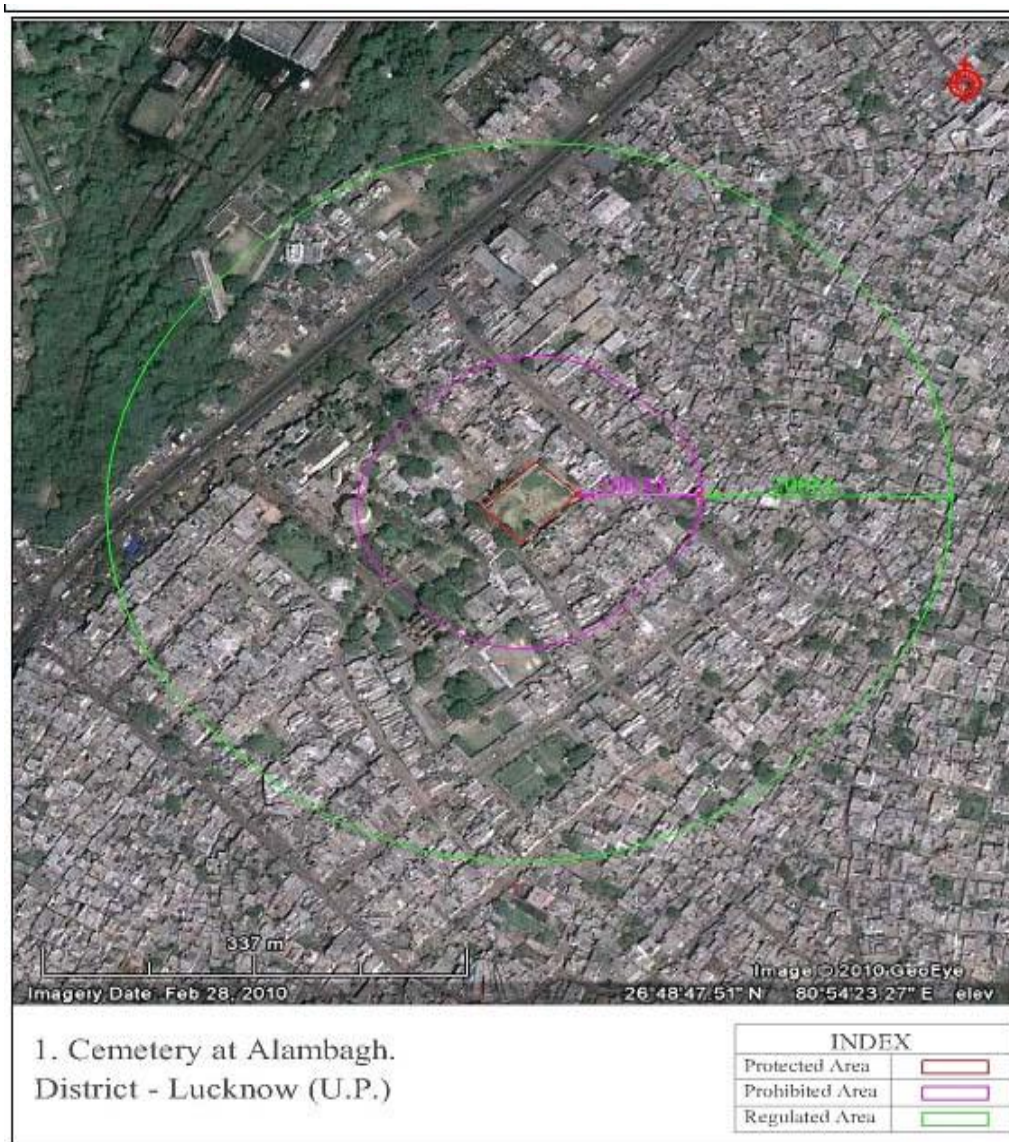 337 m
Image © 2010 GeoEye
Imagery Date: Feb 28, 2010
26°48'47.51" N 80°54'23.27" E elev
1. Cemetery at Alambagh.
District - Lucknow (U.P.)
INDEX
Protected Area
Prohibited Area
Regulated Area